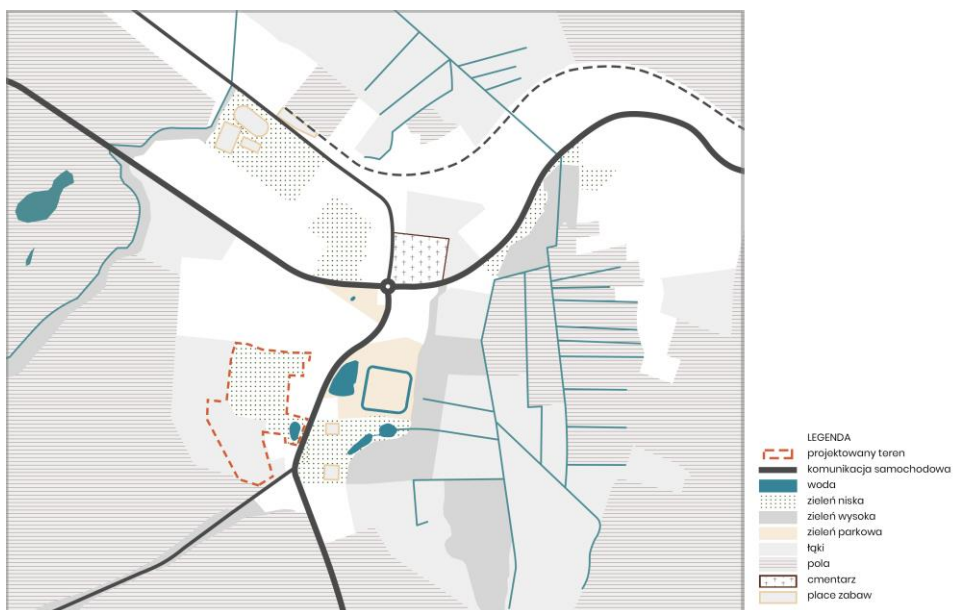 LEGENDA
projektowany teren
komunikacja samochodowa
woda
zieleń niska
zieleń wysoka
zieleń parkowa
łąki
pola
cmentarz
place zabaw